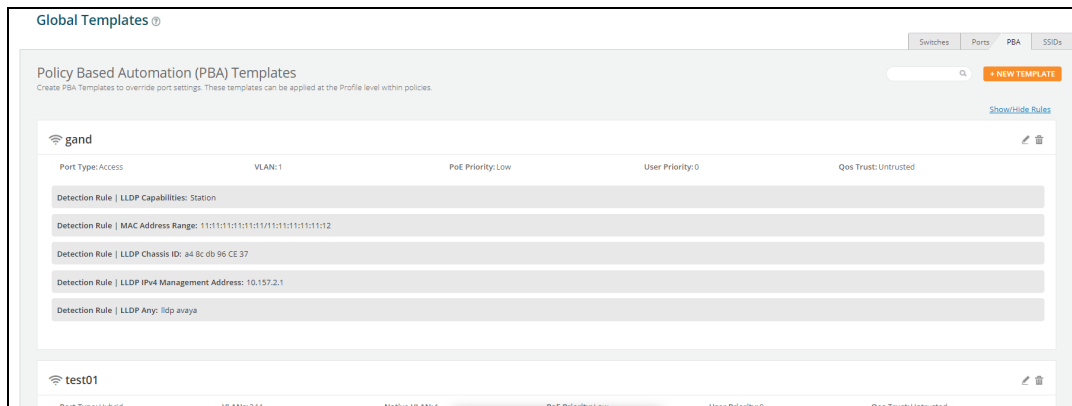 Global Templates ?
Switches Ports PBA SSIDs
Policy Based Automation (PBA) Templates
Create PBA Templates to override port settings. These templates can be applied at the Profile level within policies.
+ NEW TEMPLATE
Show/Hide Rules
gand
Port Type: Access VLAN: 1 PoE Priority: Low User Priority: 0 Qos Trust: Untrusted
Detection Rule | LLDP Capabilities: Station
Detection Rule | MAC Address Range: 11:11:11:11:11:11/11:11:11:11:11:12
Detection Rule | LLDP Chassis ID: a4 8c db 96 CE 37
Detection Rule | LLDP IPv4 Management Address: 10.157.2.1
Detection Rule | LLDP Any: lldp avaya
test01